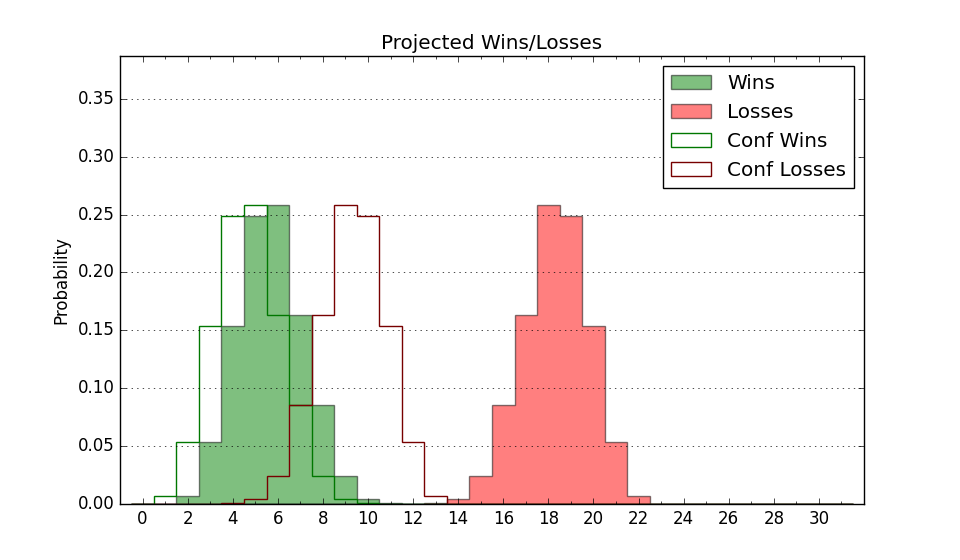 Projected Wins/Losses
Wins
Losses
Conf Wins
Conf Losses
Probability
0.35
0.30
0.25
0.20
0.15
0.10
0.05
0.00
0 2 4 6 8 10 12 14 16 18 20 22 24 26 28 30